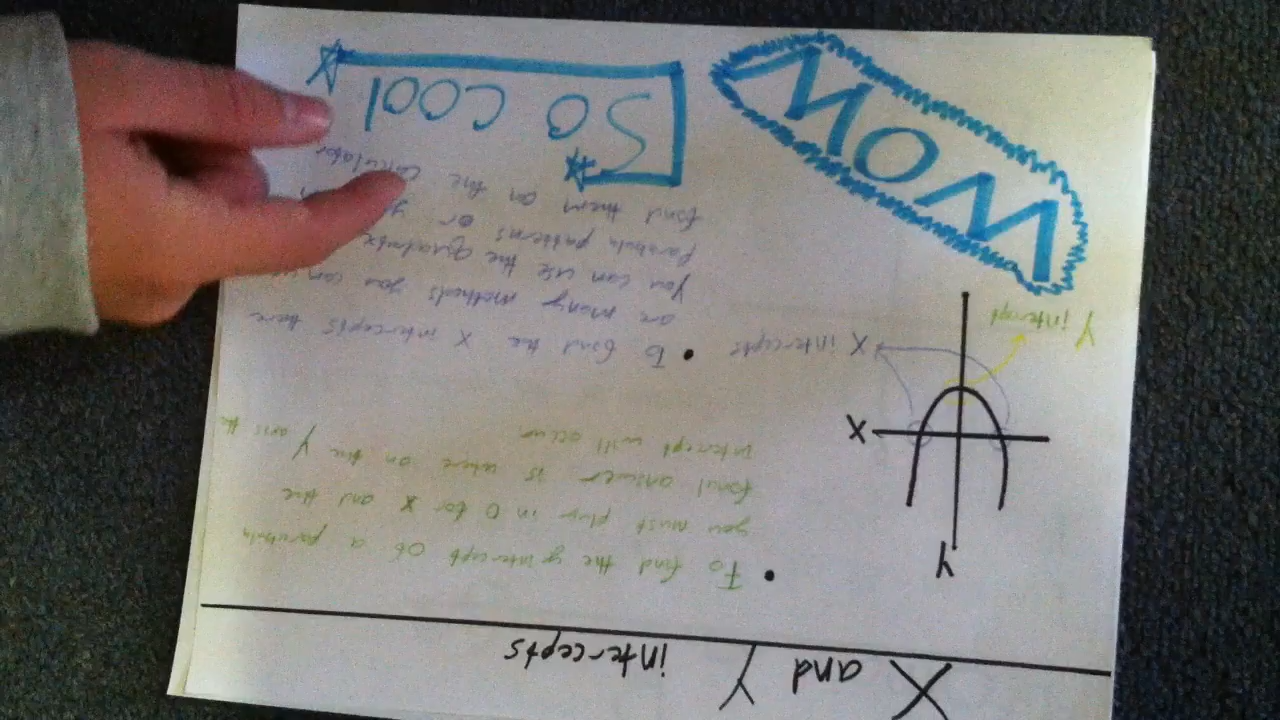 X and Y intercepts
• To find the y intercept of a parabola
you must plug in 0 for X and the
final answer is where on the Y axis the
intercept will occur.
Y
X
X intercepts
Y intercept
• To find the X intercepts there
are many methods you can
you can use the Quadratic
parabola patterns or
find them on the calculator
WOW
SO COOL